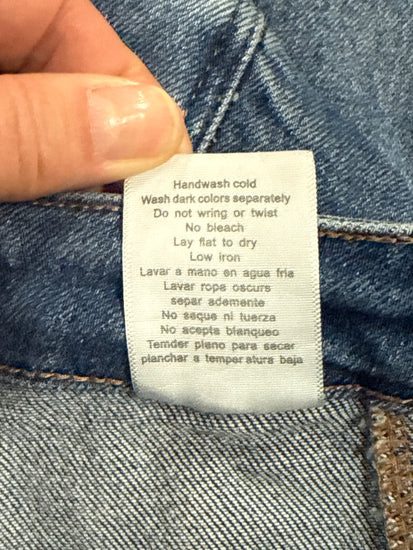 Handwash cold
Wash dark colors separately
Do not wring or twist
No bleach
Lay flat to dry
Low iron
Lavar a mano en agua fria
Lavar ropa oscurs
separ ademente
No seque ni tuerza
No acepta blanqueo
Temder plano para secar
planchar a temper atura baja